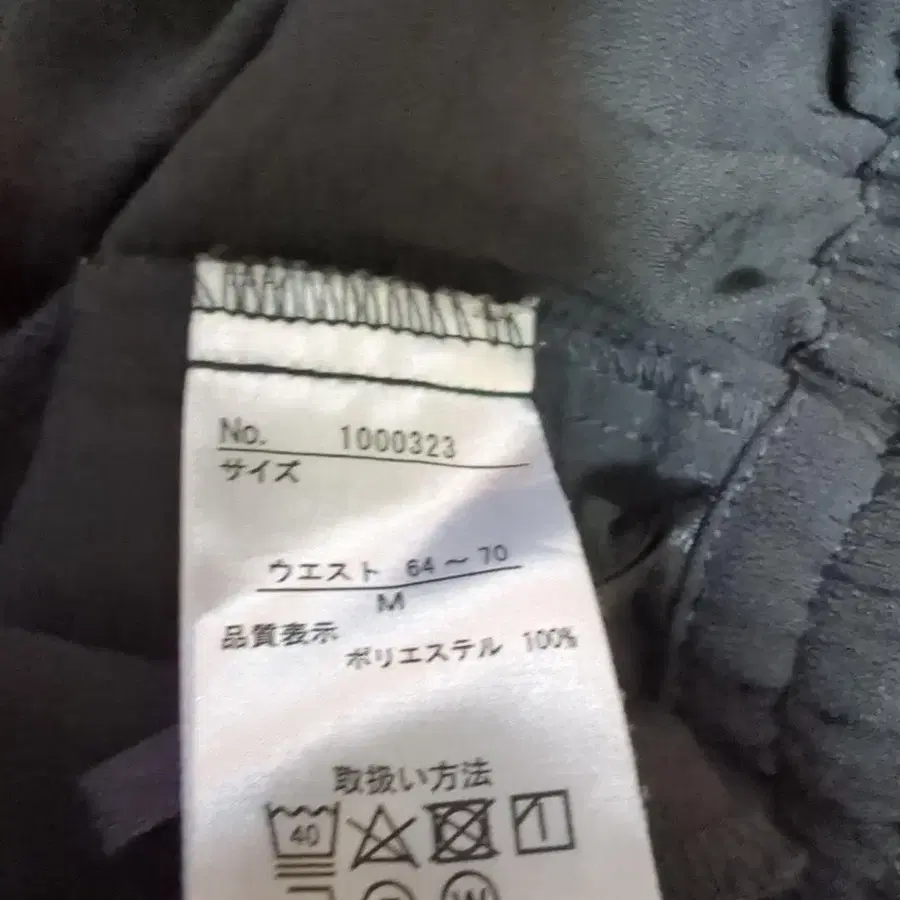 No. 1000323
サイズ
ウエスト 64～70
M
品質表示
ポリエステル 100%
取扱い方法
40
W